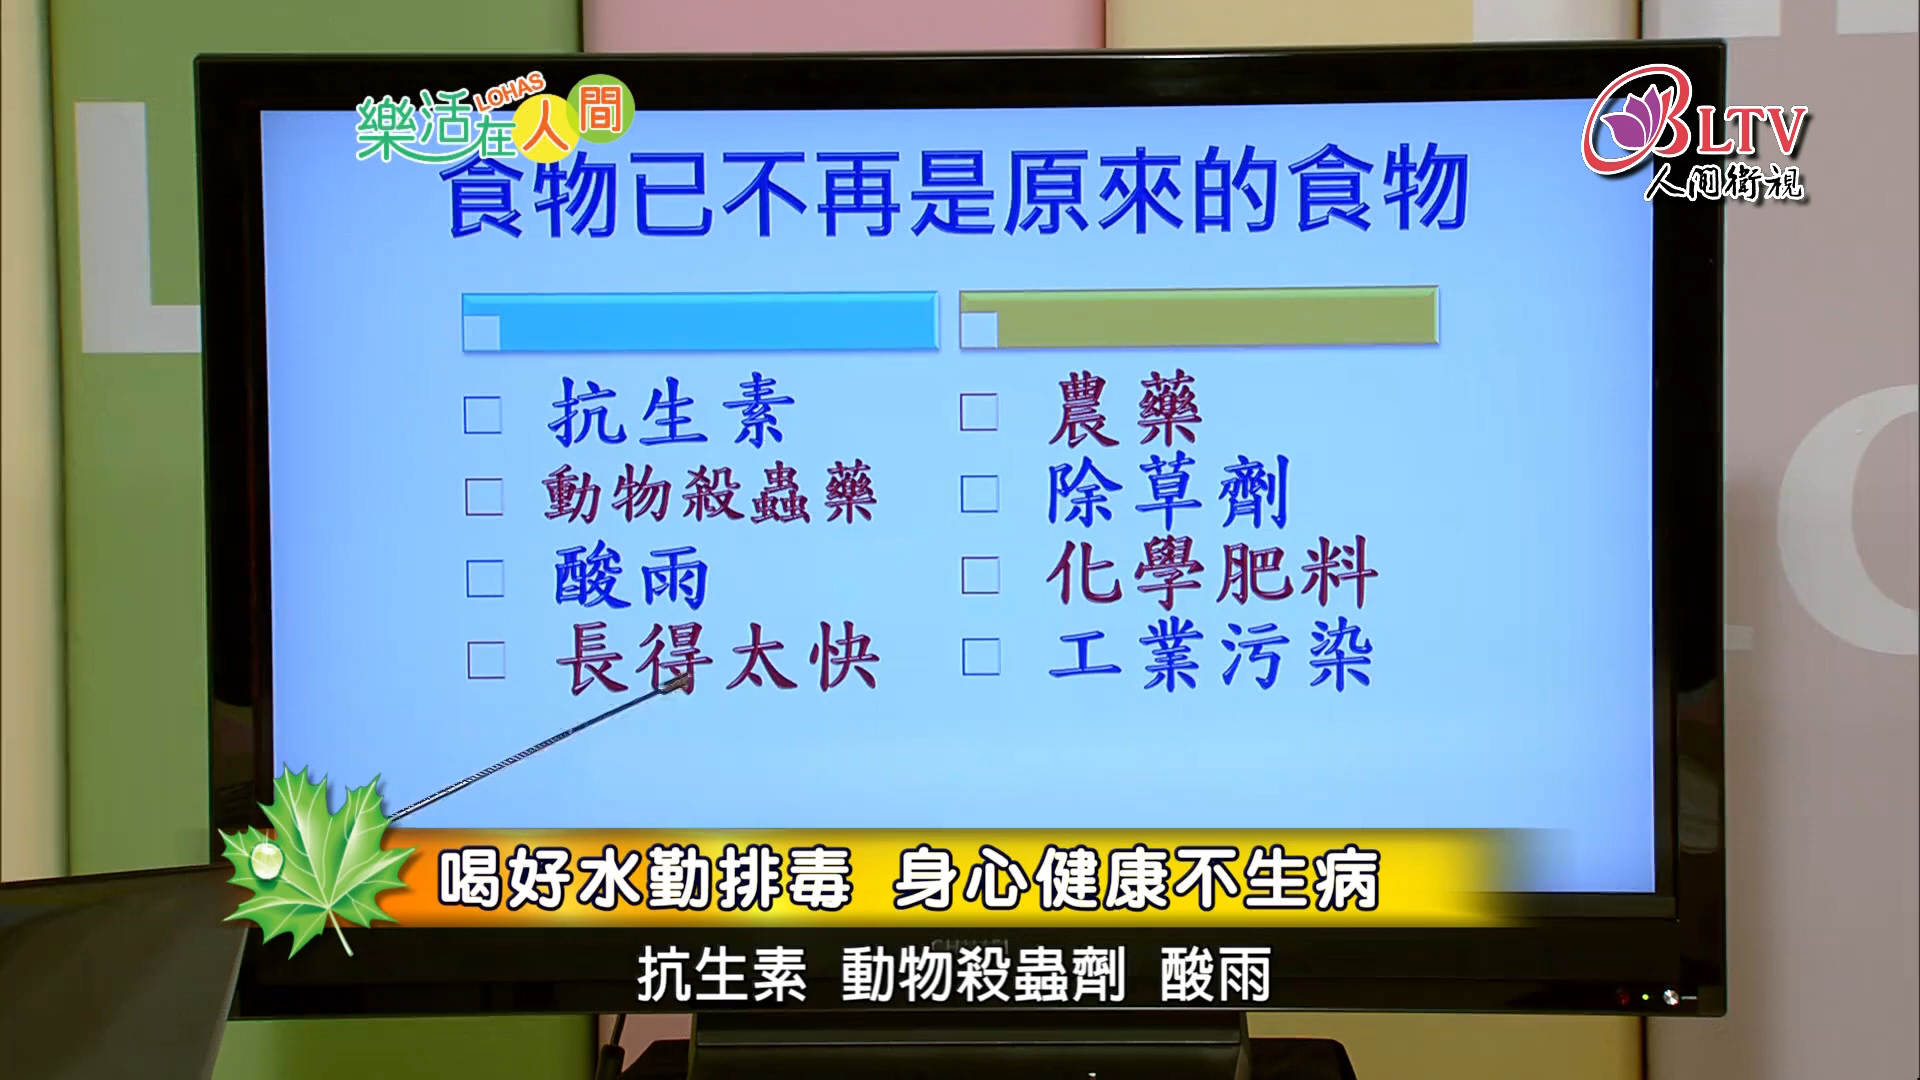 樂活在人間
LOHAS
BLTV
人間衛視
食物已不再是原來的食物
抗生素
農藥
動物殺蟲藥
除草劑
酸雨
化學肥料
長得太快
工業污染
喝好水勤排毒 身心健康不生病
抗生素 動物殺蟲劑 酸雨